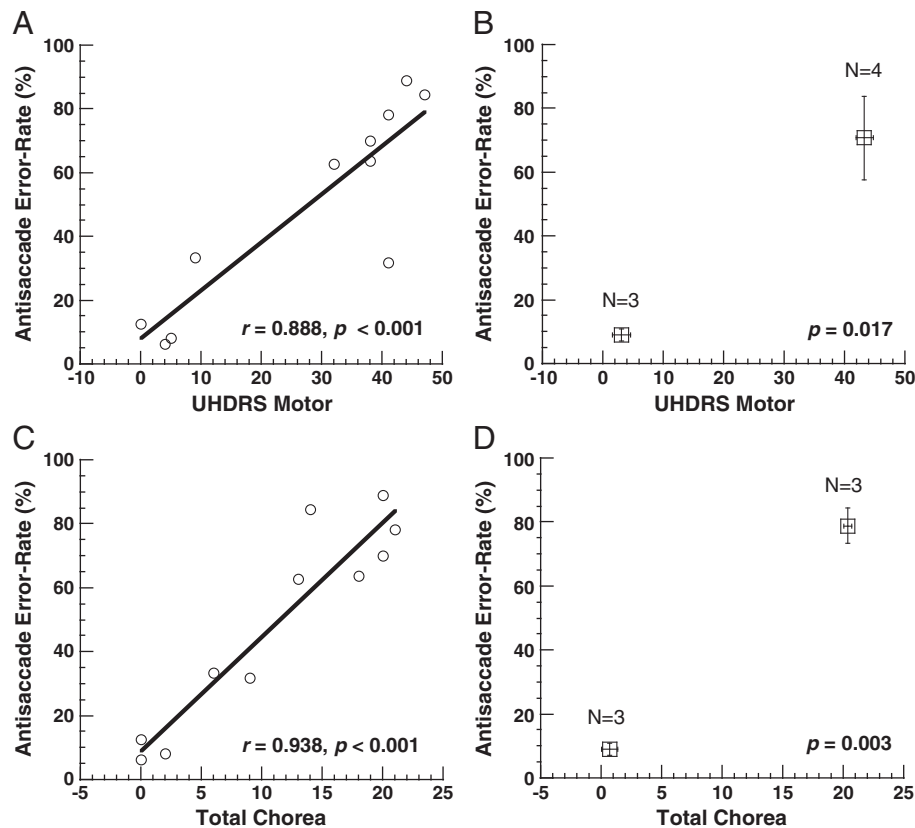 A
Antisaccade Error-Rate (%)
100
80
60
40
20
0
r = 0.888, p < 0.001
-10 0 10 20 30 40 50
UHDRS Motor
B
Antisaccade Error-Rate (%)
100
80
60
40
20
0
N=4
N=3
p = 0.017
-10 0 10 20 30 40 50
UHDRS Motor
C
Antisaccade Error-Rate (%)
100
80
60
40
20
0
r = 0.938, p < 0.001
-5 0 5 10 15 20 25
Total Chorea
D
Antisaccade Error-Rate (%)
100
80
60
40
20
0
N=3
N=3
p = 0.003
-5 0 5 10 15 20 25
Total Chorea